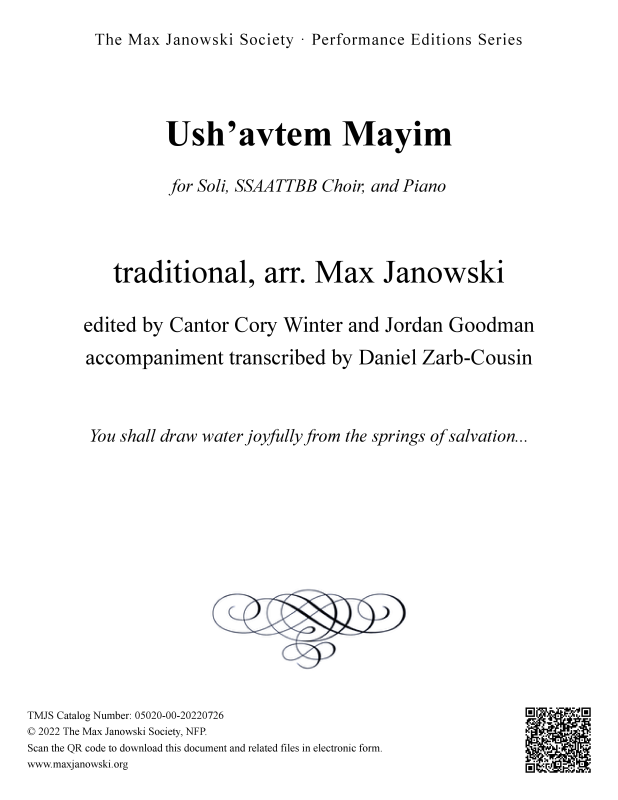 The Max Janowski Society · Performance Editions Series
Ush’avtem Mayim
for Soli, SSAATTBB Choir, and Piano
traditional, arr. Max Janowski
edited by Cantor Cory Winter and Jordan Goodman
accompaniment transcribed by Daniel Zarb-Cousin
You shall draw water joyfully from the springs of salvation...
TMJS Catalog Number: 05020-00-20220726
© 2022 The Max Janowski Society, NFP.
Scan the QR code to download this document and related files in electronic form.
www.maxjanowski.org